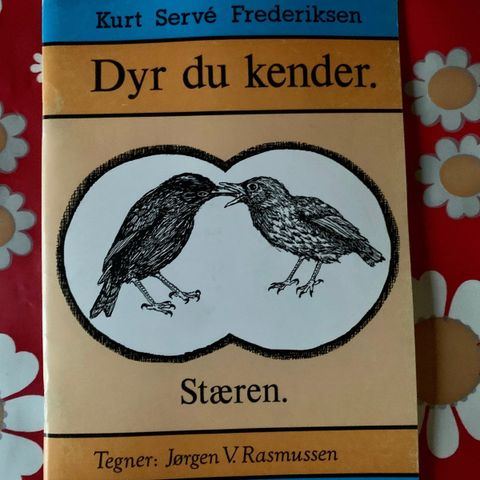 Kurt Servé Frederiksen
Dyr du kender.
Stæren.
Tegner: Jørgen V. Rasmussen